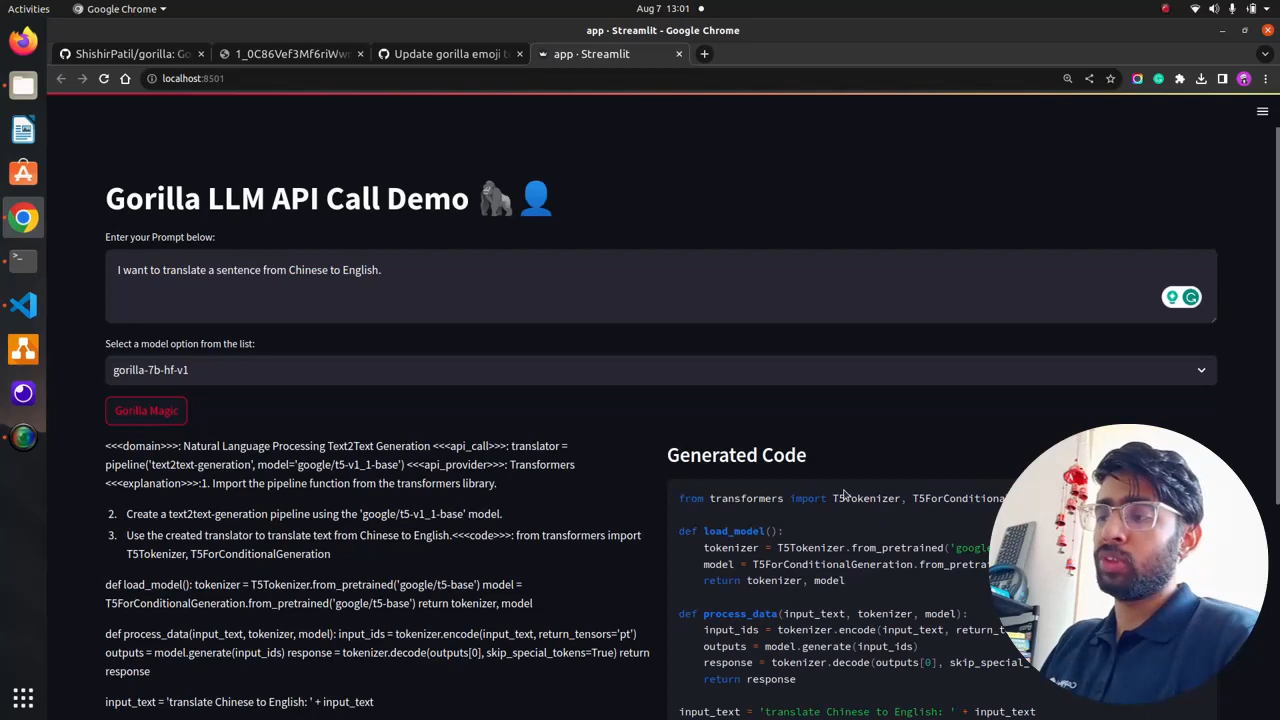 Activities
Google Chrome
Aug 7 13:01
app · Streamlit - Google Chrome
ShishirPatil/gorilla: Go
1_0C86Vef3Mf6riWwr
Update gorilla emoji t
app · Streamlit
localhost:8501
Gorilla LLM API Call Demo
Enter your Prompt below:
I want to translate a sentence from Chinese to English.
Select a model option from the list:
gorilla-7b-hf-v1
Gorilla Magic
<<<domain>>>: Natural Language Processing Text2Text Generation <<<api_call>>>: translator =
pipeline('text2text-generation', model='google/t5-v1_1-base') <<<api_provider>>>: Transformers
<<<explanation>>>:1. Import the pipeline function from the transformers library.
2. Create a text2text-generation pipeline using the 'google/t5-v1_1-base' model.
3. Use the created translator to translate text from Chinese to English.<<<code>>>: from transformers import
T5Tokenizer, T5ForConditionalGeneration
def load_model(): tokenizer = T5Tokenizer.from_pretrained('google/t5-base') model =
T5ForConditionalGeneration.from_pretrained('google/t5-base') return tokenizer, model
def process_data(input_text, tokenizer, model): input_ids = tokenizer.encode(input_text, return_tensors='pt')
outputs = model.generate(input_ids) response = tokenizer.decode(outputs[0], skip_special_tokens=True) return
response
input_text = 'translate Chinese to English: ' + input_text
Generated Code
from transformers import T5Tokenizer, T5ForConditiona
def load_model():
tokenizer = T5Tokenizer.from_pretrained('goog
model = T5ForConditionalGeneration.from_pretra
return tokenizer, model
def process_data(input_text, tokenizer, model):
input_ids = tokenizer.encode(input_text, return_t
outputs = model.generate(input_ids)
response = tokenizer.decode(outputs[0], skip_special_
return response
input_text = 'translate Chinese to English: ' + input_text